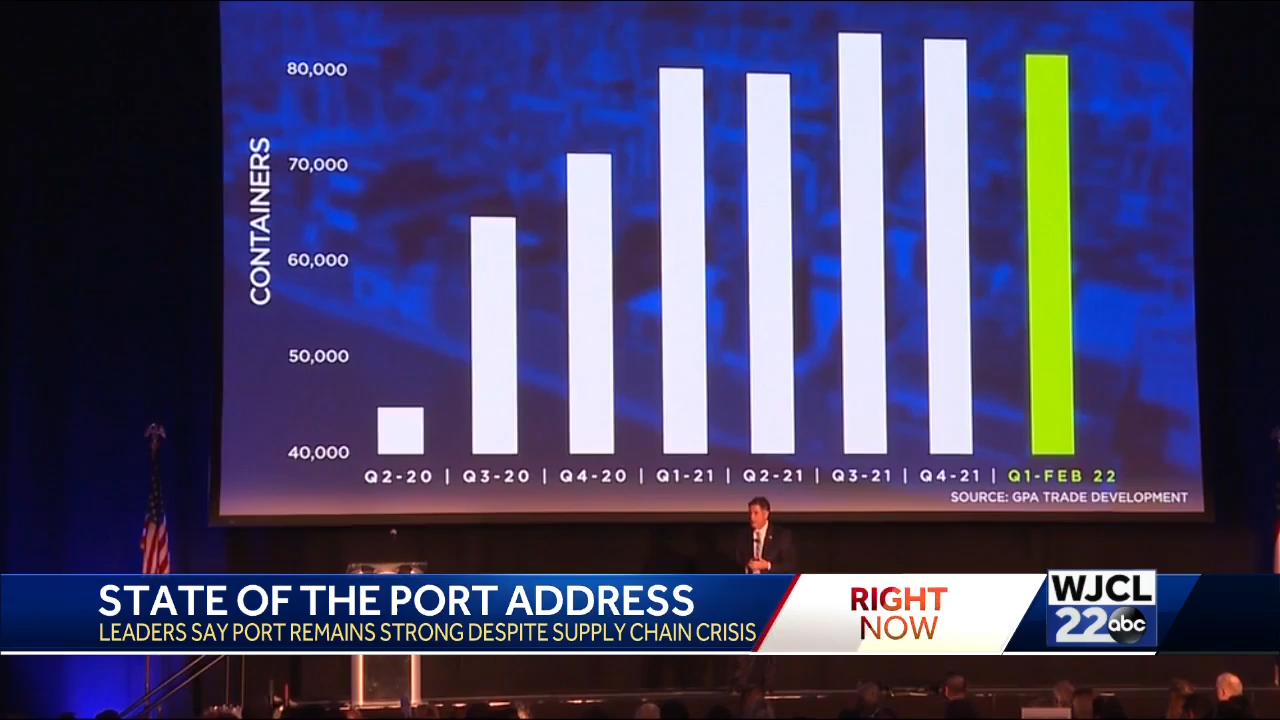 80,000
70,000
60,000
50,000
40,000
CONTAINERS
Q2-20 | Q3-20 | Q4-20 | Q1-21 | Q2-21 | Q3-21 | Q4-21 | Q1-FEB 22
SOURCE: GPA TRADE DEVELOPMENT
STATE OF THE PORT ADDRESS
LEADERS SAY PORT REMAINS STRONG DESPITE SUPPLY CHAIN CRISIS
RIGHT
NOW
WJCL
22 abc